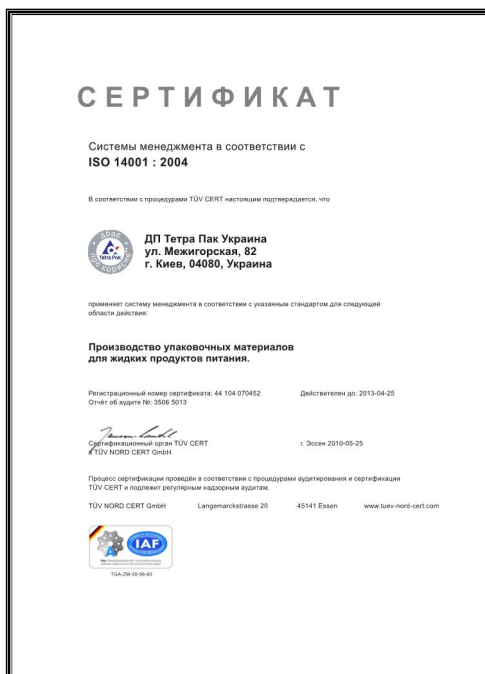 СЕРТИФИКАТ
Системы менеджмента в соответствии с
ISO 14001 : 2004
В соответствии с процедурами TÜV CERT настоящим подтверждается, что
дбає
Tetra Pak
про корисне
ДП Тетра Пак Украина
ул. Межигорская, 82
г. Киев, 04080, Украина
применяет систему менеджмента в соответствии с указанным стандартом для следующей
области действия:
Производство упаковочных материалов
для жидких продуктов питания.
Регистрационный номер сертификата: 44 104 070452 Действителен до: 2013-04-25
Отчёт об аудите №: 3506 5013
Сертификационный орган TÜV CERT г. Эссен 2010-05-25
в TÜV NORD CERT GmbH
Процесс сертификации проведён в соответствии с процедурами аудитирования и сертификации
TÜV CERT и подлежит регулярным надзорным аудитам.
TÜV NORD CERT GmbH Langemarckstrasse 20 45141 Essen www.tuev-nord-cert.com
IAF